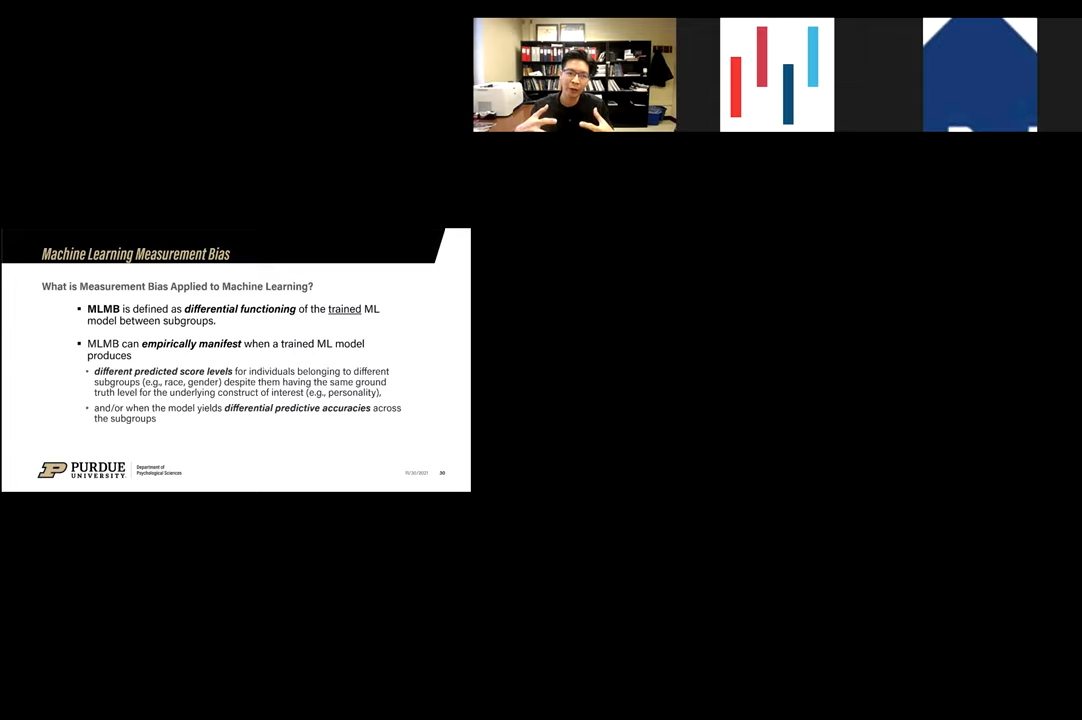 Machine Learning Measurement Bias
What is Measurement Bias Applied to Machine Learning?
▪ MLMB is defined as differential functioning of the trained ML
model between subgroups.
▪ MLMB can empirically manifest when a trained ML model
produces
• different predicted score levels for individuals belonging to different
subgroups (e.g., race, gender) despite them having the same ground
truth level for the underlying construct of interest (e.g., personality),
• and/or when the model yields differential predictive accuracies across
the subgroups
PURDUE
UNIVERSITY
Department of
Psychological Sciences
11/30/2021 30